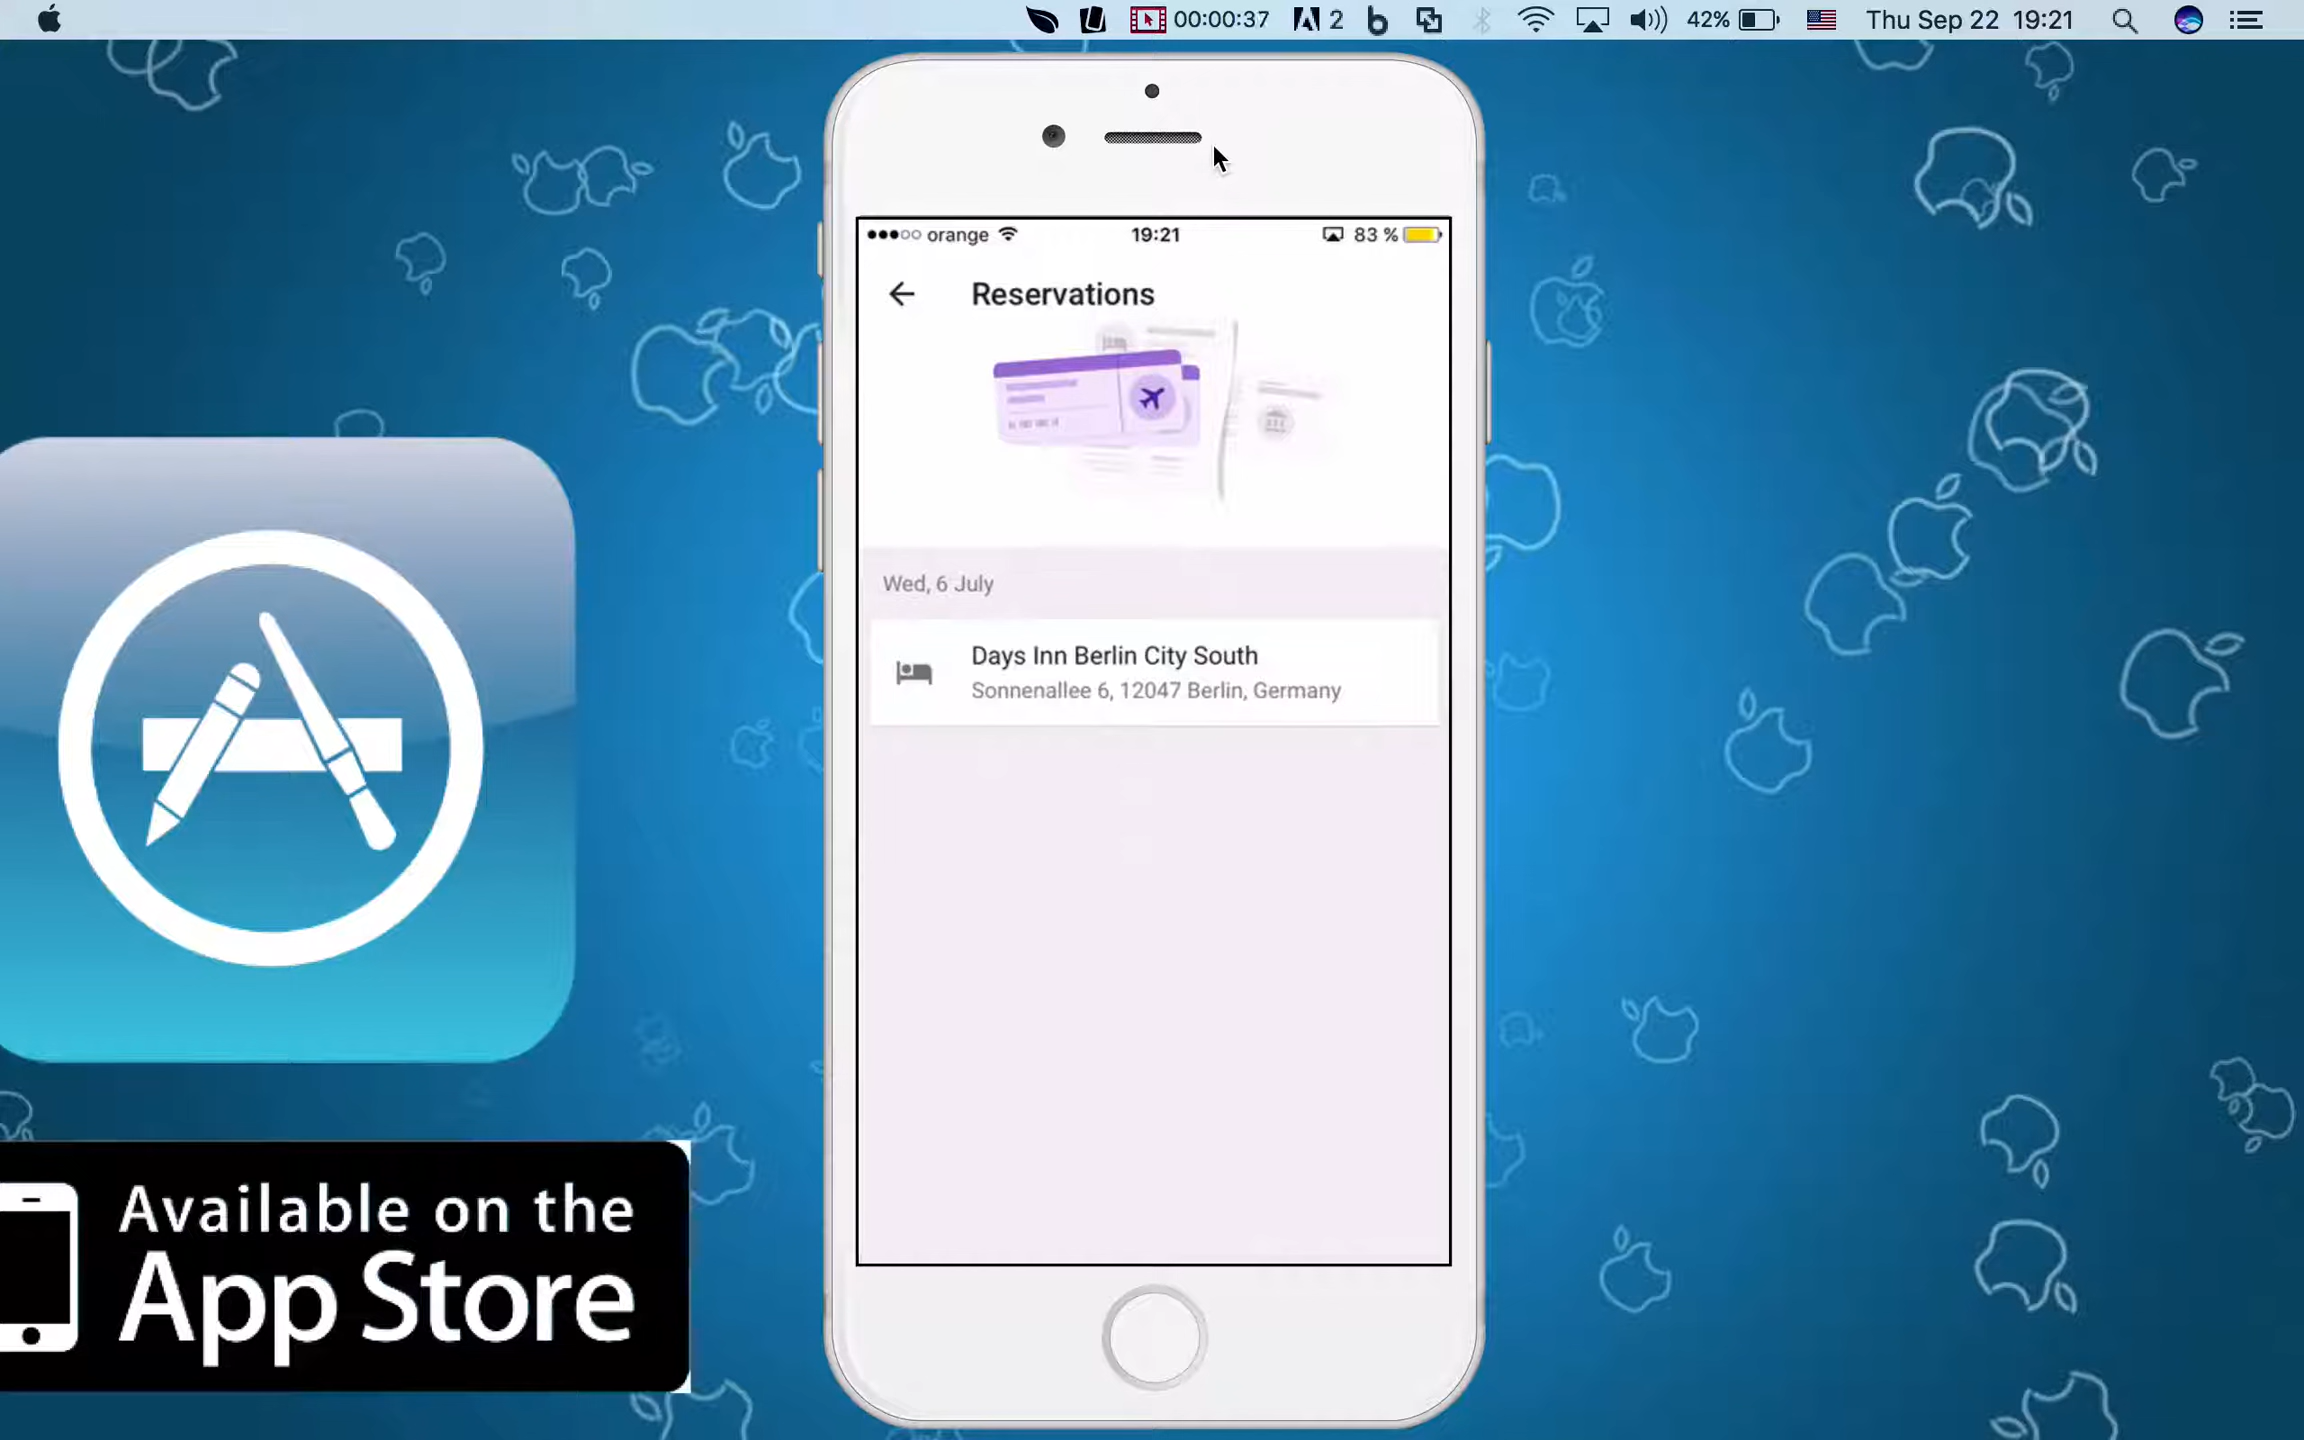 00:00:37 2 42% Thu Sep 22 19:21
orange 19:21 83 %
Reservations
Wed, 6 July
Days Inn Berlin City South
Sonnenallee 6, 12047 Berlin, Germany
Available on the
App Store